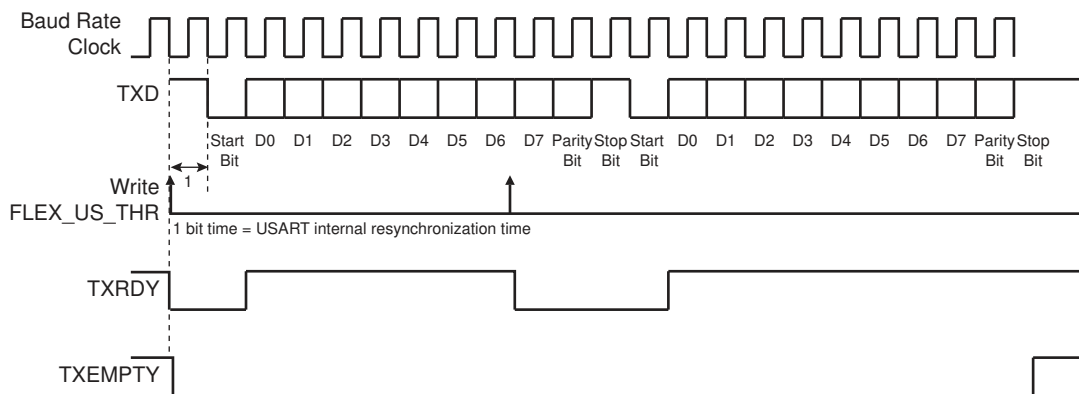 Baud Rate
Clock
TXD
Start D0 D1 D2 D3 D4 D5 D6 D7 Parity Stop Start D0 D1 D2 D3 D4 D5 D6 D7 Parity Stop
Bit Bit Bit Bit Bit Bit
1
Write
FLEX_US_THR
1 bit time = USART internal resynchronization time
TXRDY
TXEMPTY